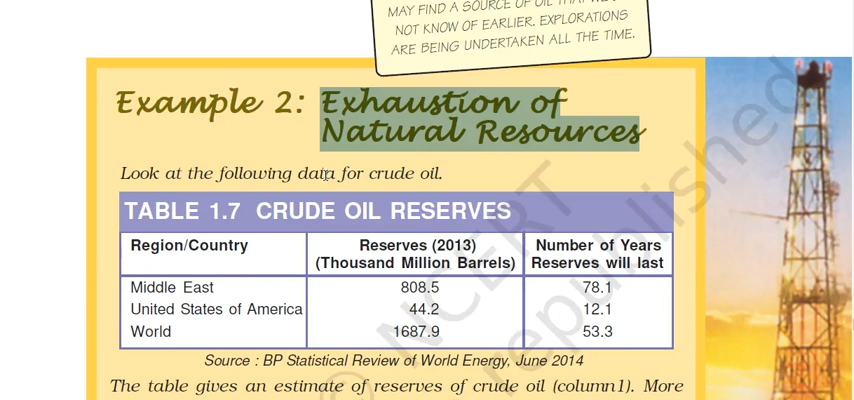 MAY FIND A SOURCE OF OIL THAT
NOT KNOW OF EARLIER. EXPLORATIONS
ARE BEING UNDERTAKEN ALL THE TIME.
Example 2: Exhaustion of
Natural Resources
Look at the following data for crude oil.
TABLE 1.7 CRUDE OIL RESERVES
Region/Country Reserves (2013) Number of Years
(Thousand Million Barrels) Reserves will last
Middle East 808.5 78.1
United States of America 44.2 12.1
World 1687.9 53.3
Source : BP Statistical Review of World Energy, June 2014
The table gives an estimate of reserves of crude oil (column1). More
© NCERT
republished